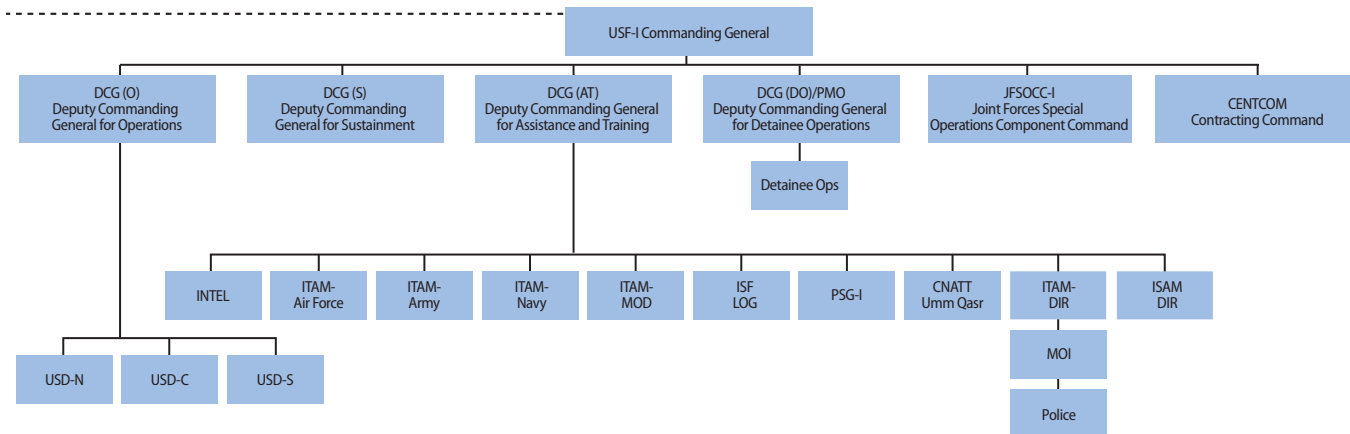 USF-I Commanding General
DCG (O)
Deputy Commanding
General for Operations
DCG (S)
Deputy Commanding
General for Sustainment
DCG (AT)
Deputy Commanding General
for Assistance and Training
DCG (DO)/PMO
Deputy Commanding General
for Detainee Operations
JFSOCC-I
Joint Forces Special
Operations Component Command
CENTCOM
Contracting Command
Detainee Ops
INTEL
ITAM-
Air Force
ITAM-
Army
ITAM-
Navy
ITAM-
MOD
ISF
LOG
PSG-I
CNATT
Umm Qasr
ITAM-
DIR
ISAM
DIR
USD-N
USD-C
USD-S
MOI
Police